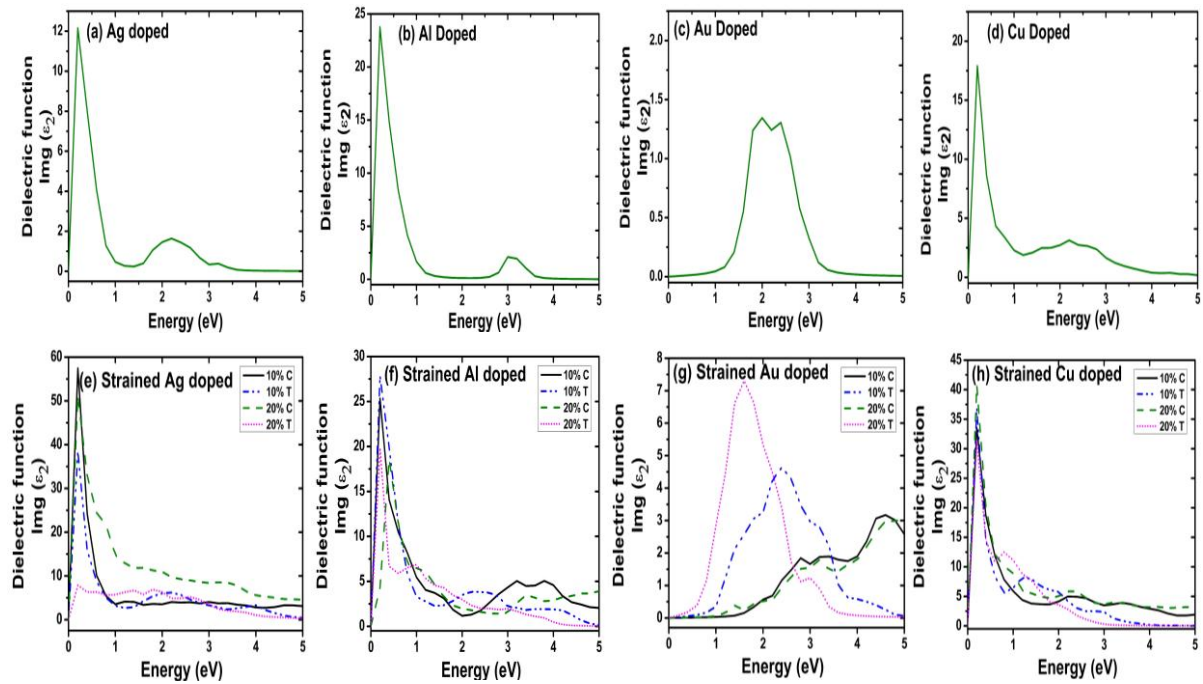 (a) Ag doped
Dielectric function
Img (ε₂)
12
10
8
6
4
2
0
0 1 2 3 4 5
Energy (eV)
(b) Al Doped
Dielectric function
Img (ε2)
25
20
15
10
5
0
0 1 2 3 4 5
Energy (eV)
c) Au Doped
Dielectric function
Img (ε2)
2.0
1.5
1.0
0.5
0.0
0 1 2 3 4 5
Energy (eV)
(d) Cu Doped
Dielectric function
Img (ε2)
20
15
10
5
0
0 1 2 3 4 5
Energy (eV)
(e) Strained Ag doped
10% C
10% T
20% C
20% T
Dielectric function
Img (ε₂)
60
50
40
30
20
10
0
0 1 2 3 4 5
Energy (eV)
(f) Strained Al doped
10% C
10% T
20% C
20% T
Dielectric function
Img (ε₂)
30
25
20
15
10
5
0
0 1 2 3 4 5
Energy (eV)
(g) Strained Au doped
10% C
10% T
20% C
20% T
Dielectric function
Img (ε₂)
8
7
6
5
4
3
2
1
0
0 1 2 3 4 5
Energy (eV)
(h) Strained Cu doped
10% C
10% T
20% C
20% T
Dielectric function
Img (ε₂)
45
40
35
30
25
20
15
10
5
0
0 1 2 3 4 5
Energy (eV)